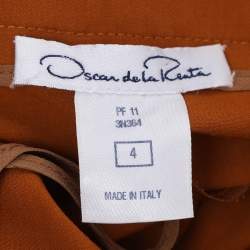 Oscar de la Renta
PF 11
3N364
4
MADE IN ITALY